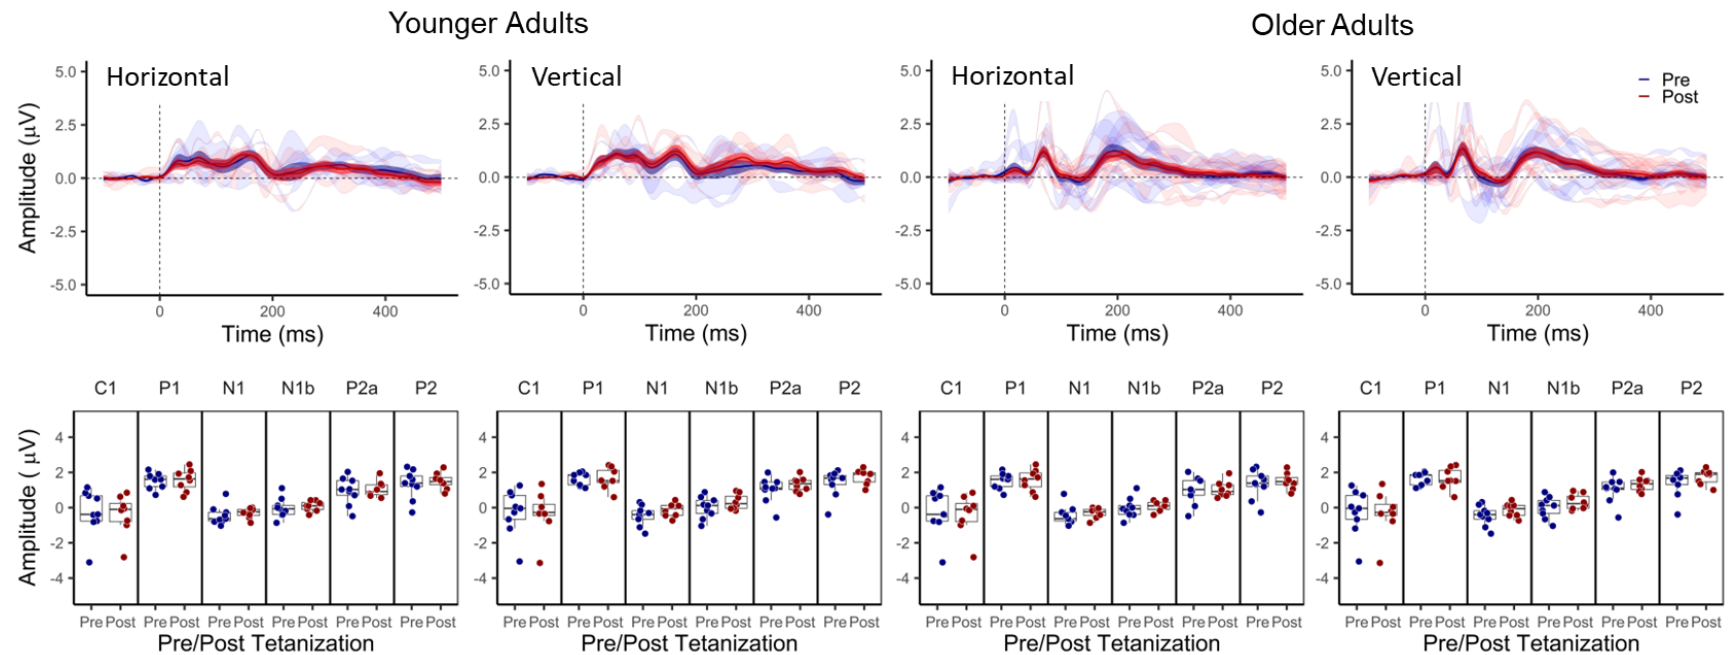 Younger Adults Older Adults
Horizontal Vertical Horizontal Vertical
Pre
Post
5.0 5.0 5.0 5.0
2.5 2.5 2.5 2.5
0.0 0.0 0.0 0.0
-2.5 -2.5 -2.5 -2.5
-5.0 -5.0 -5.0 -5.0
Amplitude (μV)
0 200 400 0 200 400 0 200 400 0 200 400
Time (ms) Time (ms) Time (ms) Time (ms)
C1 P1 N1 N1b P2a P2 C1 P1 N1 N1b P2a P2 C1 P1 N1 N1b P2a P2 C1 P1 N1 N1b P2a P2
4 4 4 4
2 2 2 2
0 0 0 0
-2 -2 -2 -2
-4 -4 -4 -4
Amplitude ( μV)
Pre Post Pre Post Pre Post Pre Post Pre Post Pre Post Pre Post Pre Post Pre Post Pre Post Pre Post Pre Post Pre Post Pre Post Pre Post Pre Post Pre Post Pre Post Pre Post Pre Post Pre Post Pre Post Pre Post Pre Post
Pre/Post Tetanization Pre/Post Tetanization Pre/Post Tetanization Pre/Post Tetanization